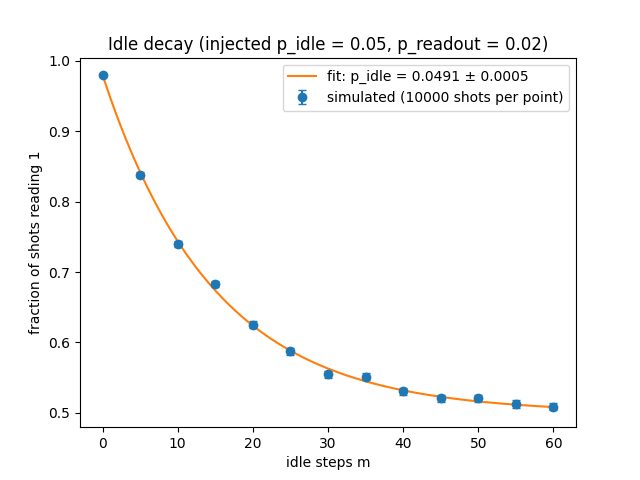 Idle decay (injected p_idle = 0.05, p_readout = 0.02)
fit: p_idle = 0.0491 ± 0.0005
simulated (10000 shots per point)
fraction of shots reading 1
1.0
0.9
0.8
0.7
0.6
0.5
0 10 20 30 40 50 60
idle steps m